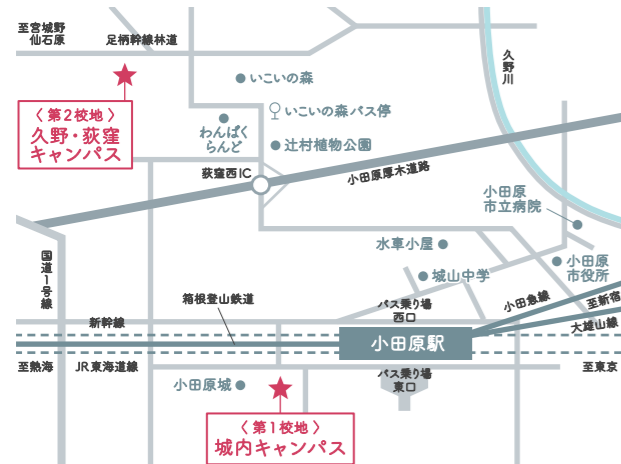 至宮城野
仙石原
足柄幹線林道
久野川
〈 第2校地 〉
久野・荻窪
キャンパス
いこいの森
いこいの森バス停
わんぱく
らんど
辻村植物公園
荻窪西IC
小田原厚木道路
小田原
市立病院
水車小屋
城山中学
小田原
市役所
国道1号線
箱根登山鉄道
バス乗り場
西口
小田急線
至新宿
大雄山線
新幹線
小田原駅
至熱海
JR東海道線
小田原城
バス乗り場
東口
至東京
〈 第1校地 〉
城内キャンパス